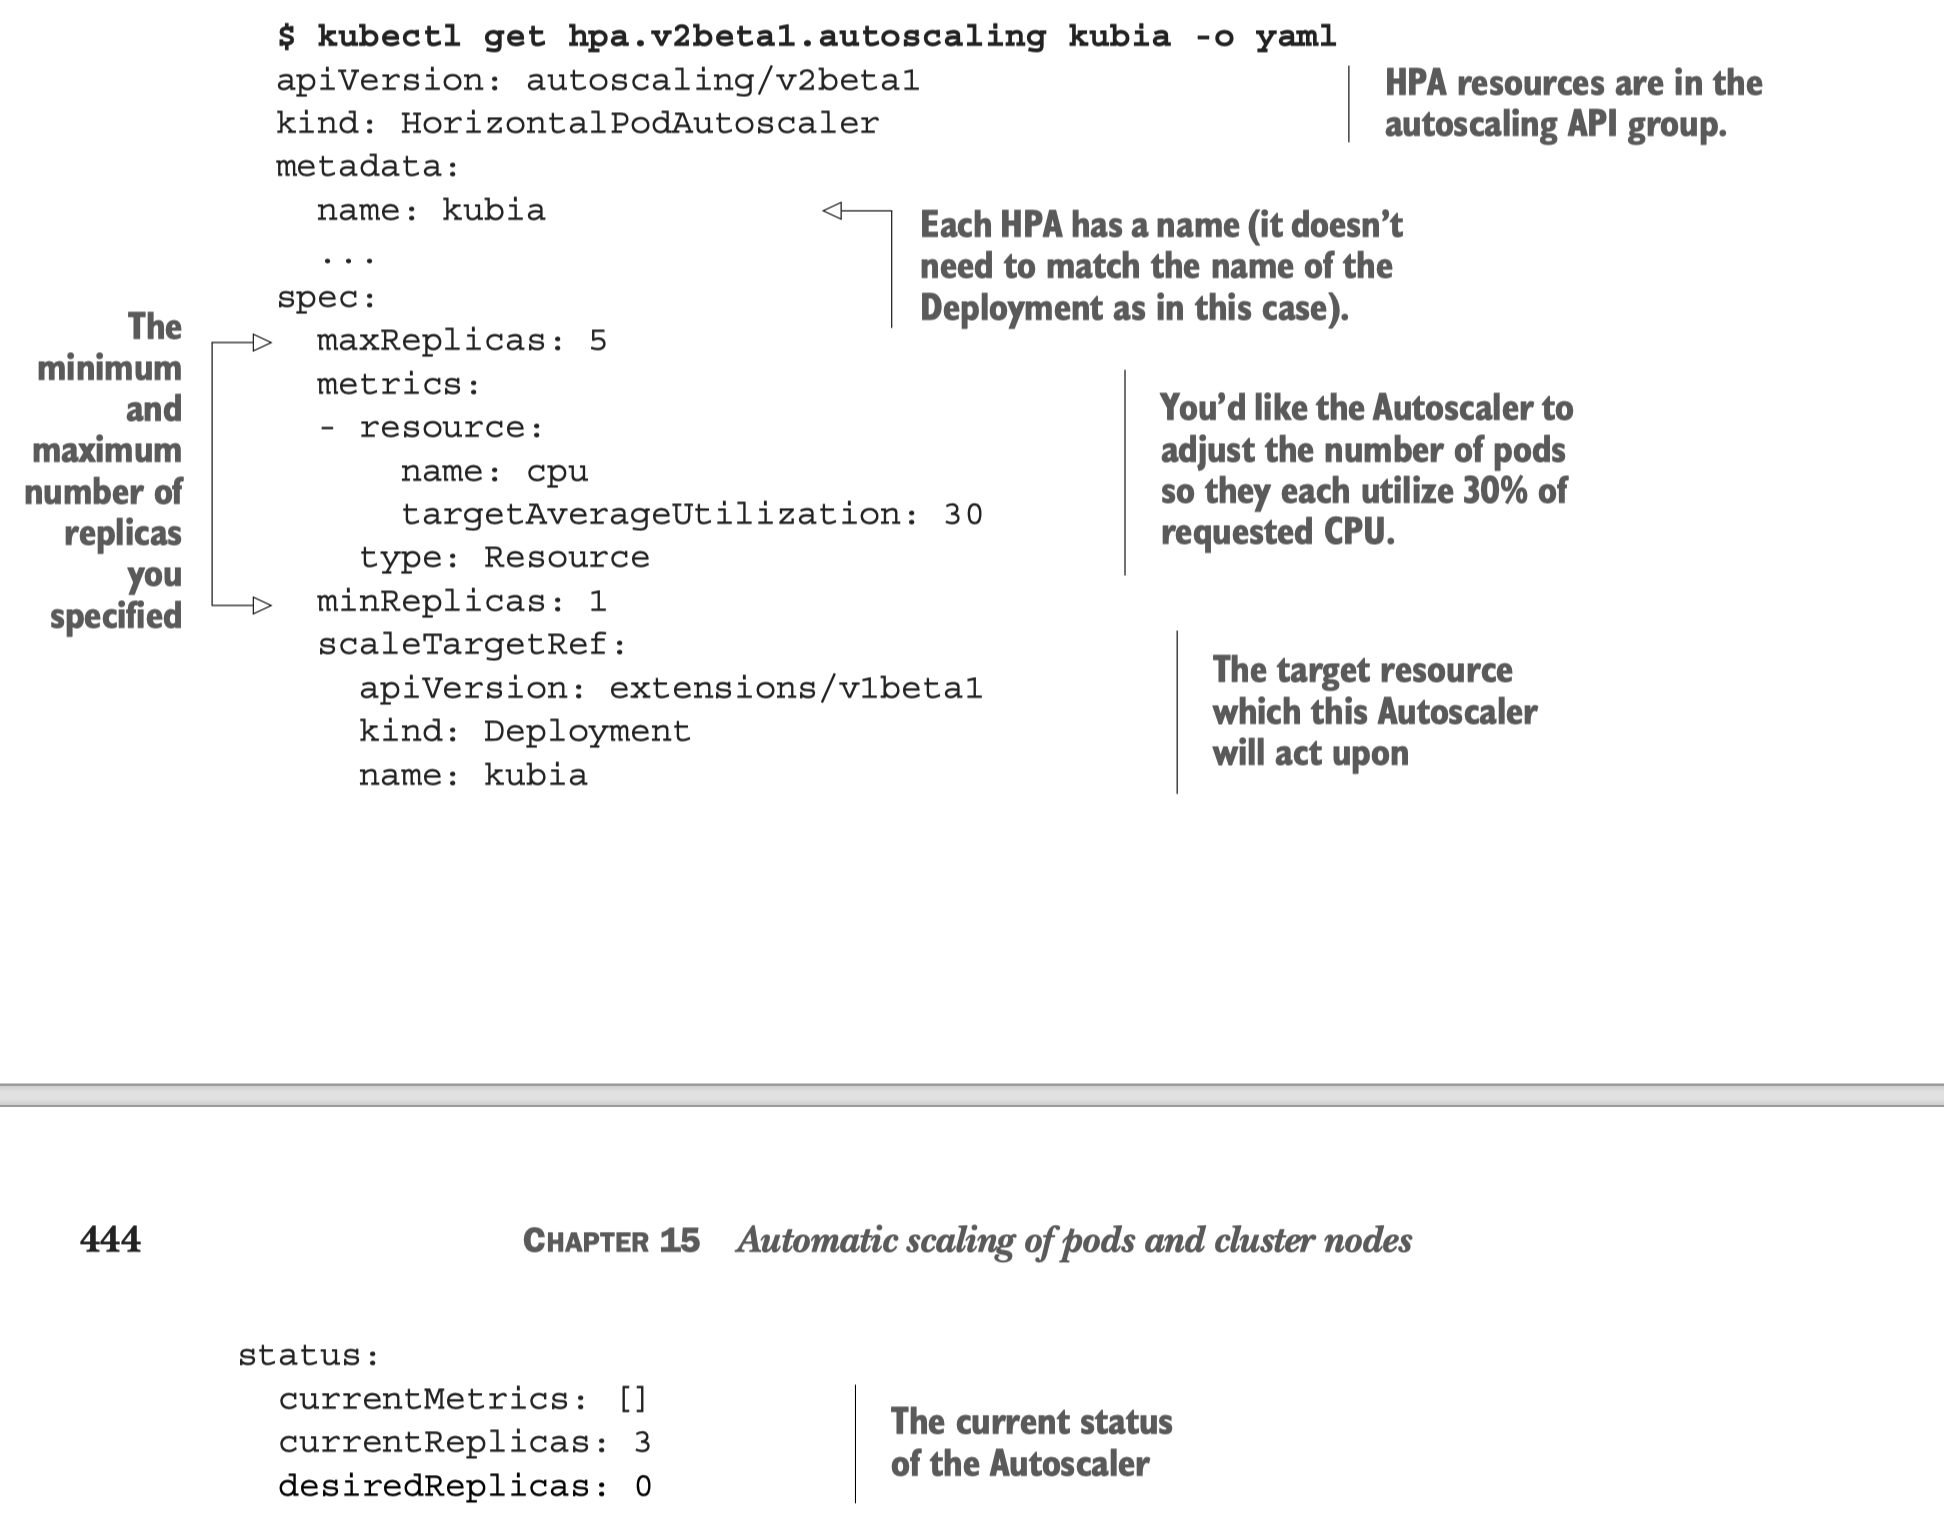 $ kubectl get hpa.v2beta1.autoscaling kubia -o yaml
apiVersion: autoscaling/v2beta1
kind: HorizontalPodAutoscaler
metadata:
  name: kubia
  ...
spec:
  maxReplicas: 5
  metrics:
  - resource:
      name: cpu
      targetAverageUtilization: 30
    type: Resource
  minReplicas: 1
  scaleTargetRef:
    apiVersion: extensions/v1beta1
    kind: Deployment
    name: kubia
HPA resources are in the
autoscaling API group.
Each HPA has a name (it doesn’t
need to match the name of the
Deployment as in this case).
The
minimum
and
maximum
number of
replicas
you
specified
You’d like the Autoscaler to
adjust the number of pods
so they each utilize 30% of
requested CPU.
The target resource
which this Autoscaler
will act upon
444 CHAPTER 15 Automatic scaling of pods and cluster nodes
status:
  currentMetrics: []
  currentReplicas: 3
  desiredReplicas: 0
The current status
of the Autoscaler